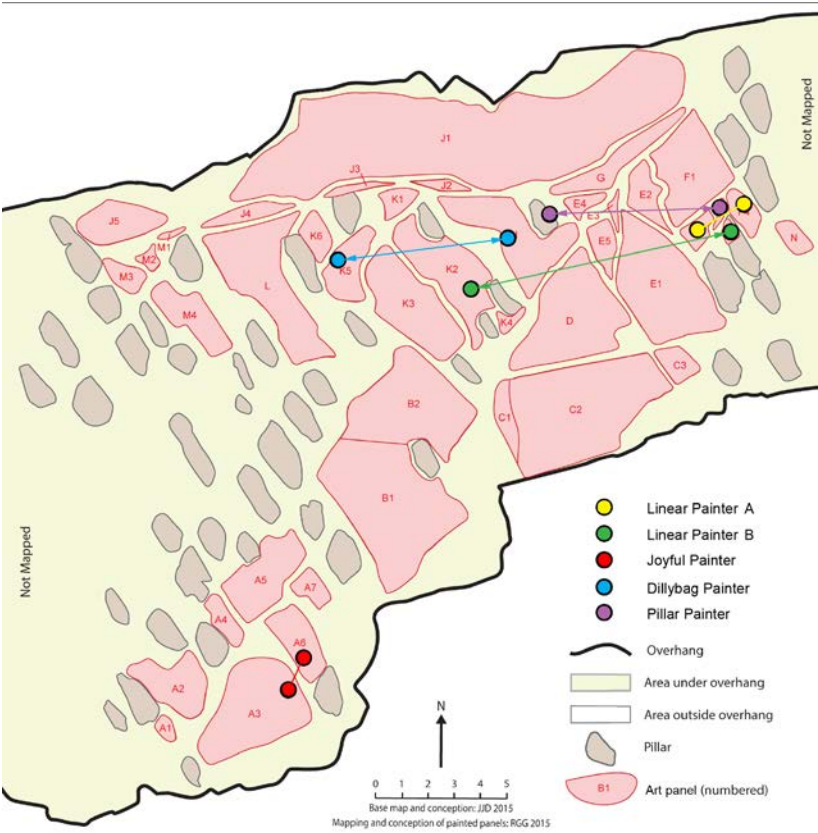 Not Mapped
J1
J3
J2
G
F1
E2
K1
E4
E3
J5
J4
M1
K6
E5
N
M2
M3
K5
K2
L
E1
M4
K3
K4
D
C3
B2
C1
C2
B1
Not Mapped
A5
A7
A4
A6
A2
A3
A1
Linear Painter A
Linear Painter B
Joyful Painter
Dillybag Painter
Pillar Painter
Overhang
Area under overhang
Area outside overhang
Pillar
B1 Art panel (numbered)
N
0 1 2 3 4 5
Base map and conception: JJD 2015
Mapping and conception of painted panels: RGG 2015